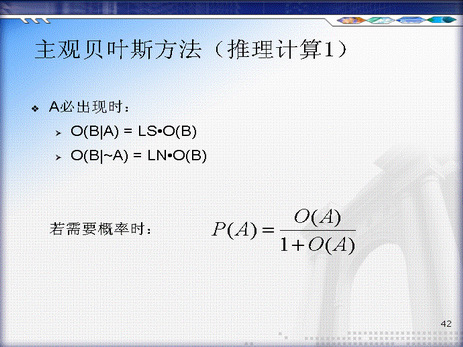 主观贝叶斯方法（推理计算1）
❖ A必出现时：
➢ O(B|A) = LS•O(B)
➢ O(B|~A) = LN•O(B)
若需要概率时： P(A) = O(A) / 1+O(A)
42